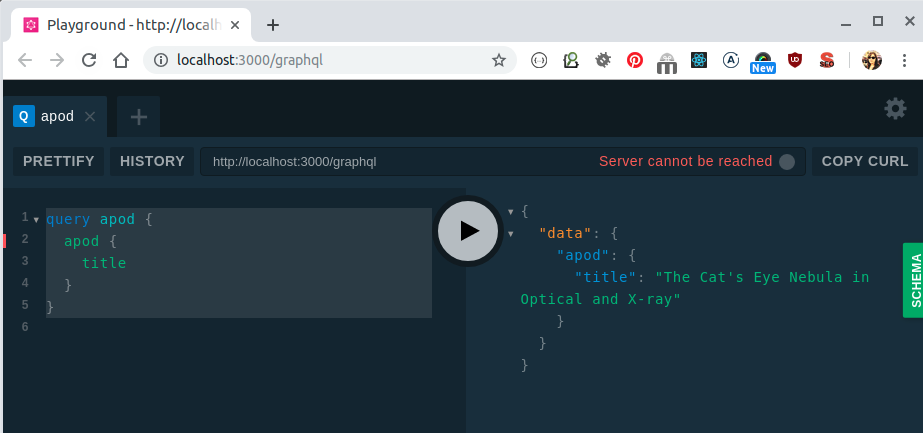 Playground - http://localh
localhost:3000/graphql
New
UD
SEO
Q apod
PRETTIFY HISTORY http://localhost:3000/graphql Server cannot be reached COPY CURL
1 query apod {
2 apod {
3 title
4 }
5 }
6
{
"data": {
"apod": {
"title": "The Cat's Eye Nebula in
Optical and X-ray"
}
}
}
SCHEMA